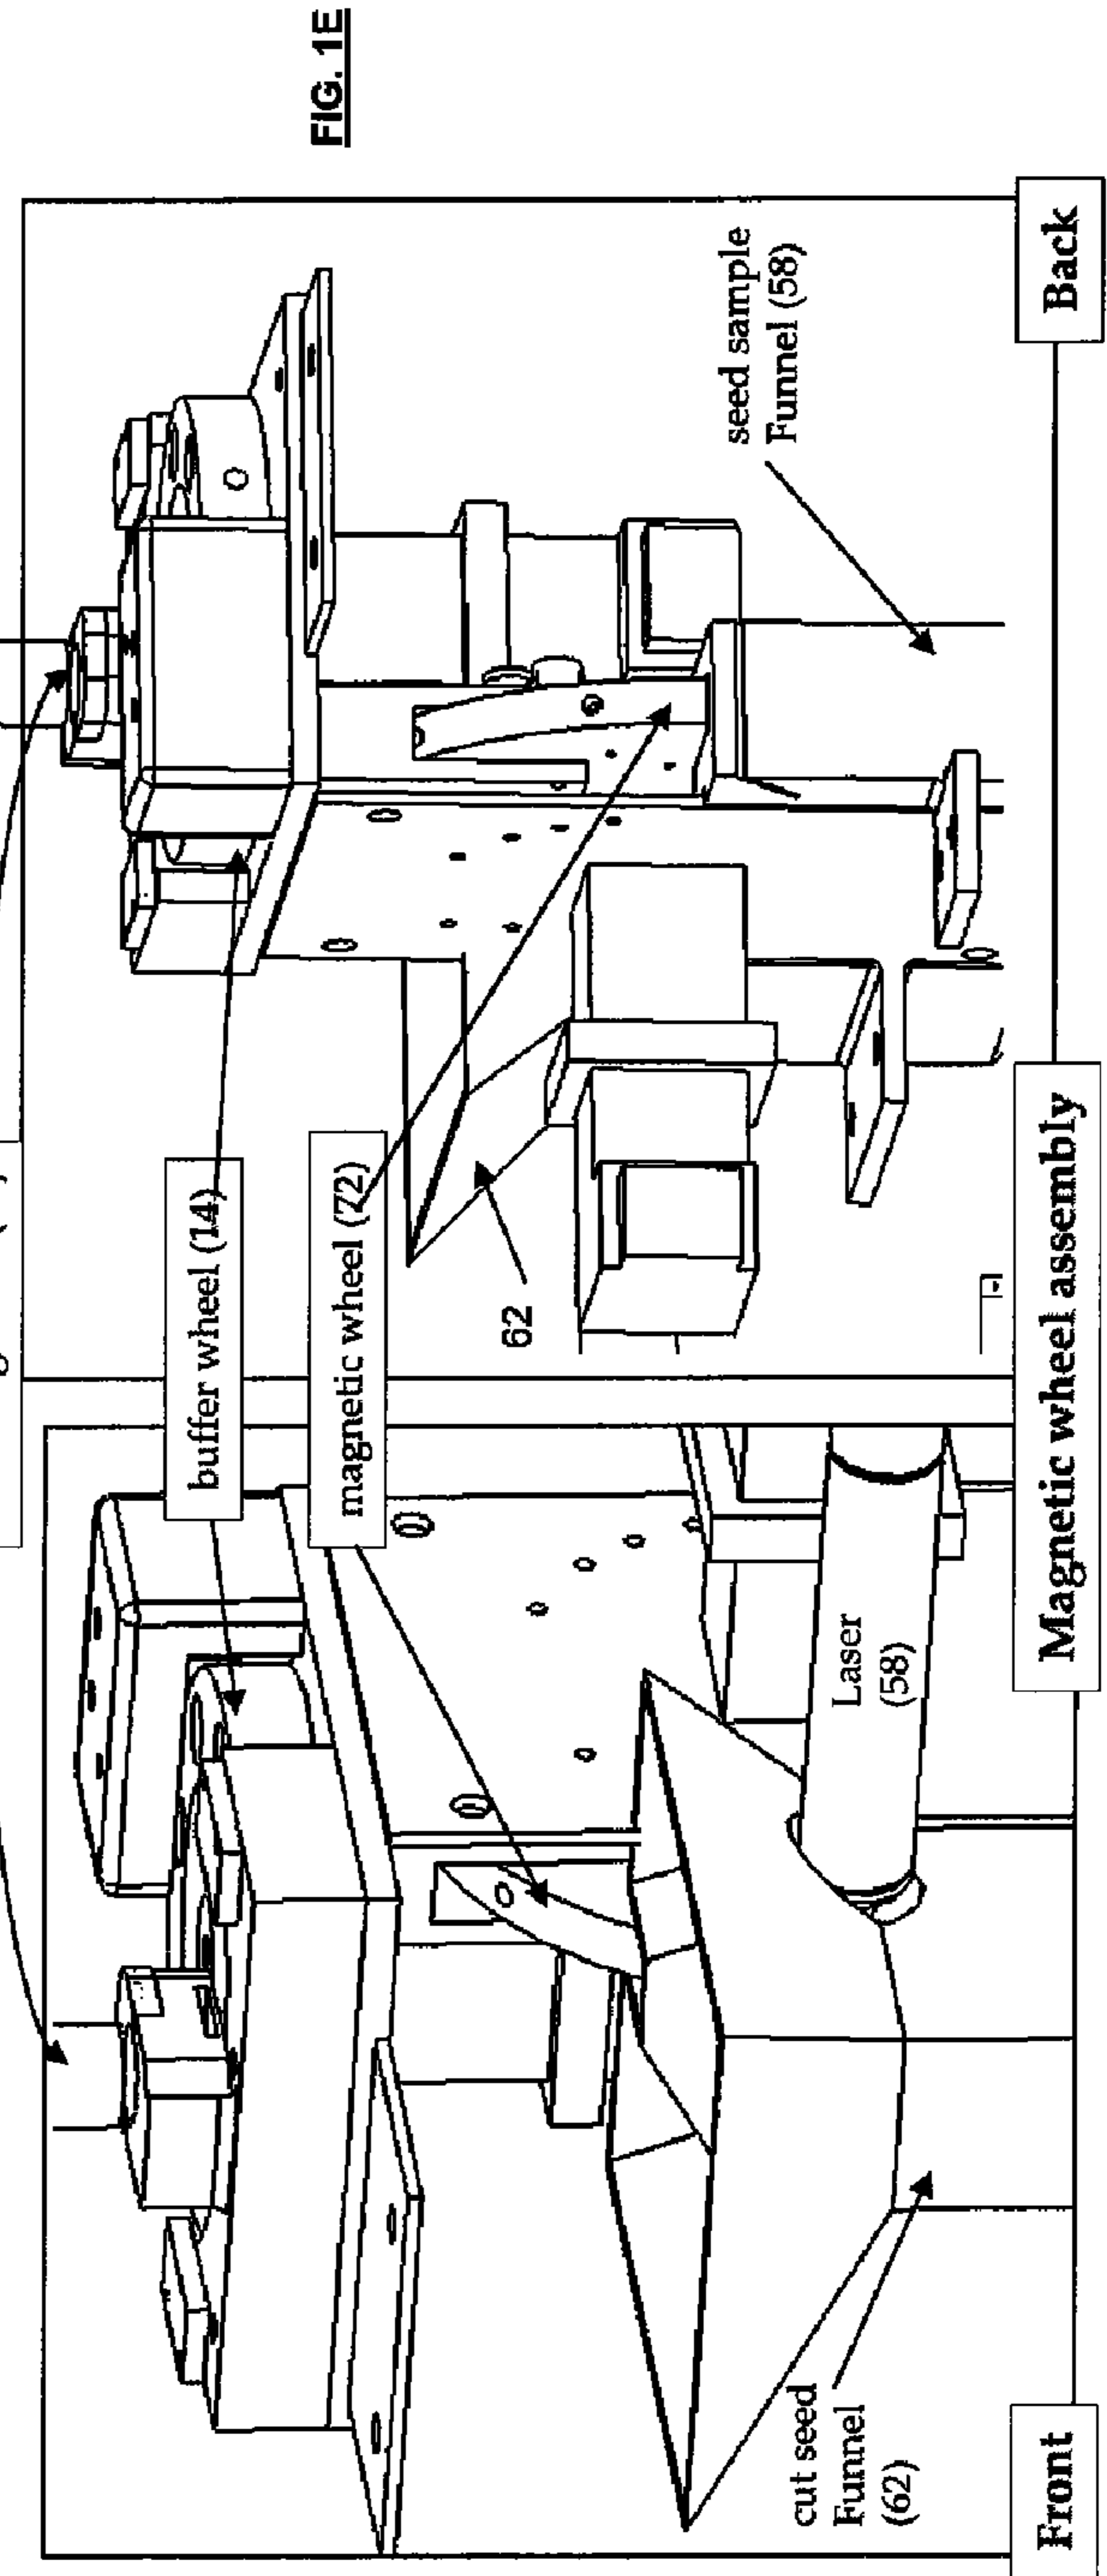 FIG. 1E
buffer wheel (14)
magnetic wheel (72)
cut seed
Funnel
(62)
Laser
(58)
62
seed sample
Funnel (58)
Front
Magnetic wheel assembly
Back